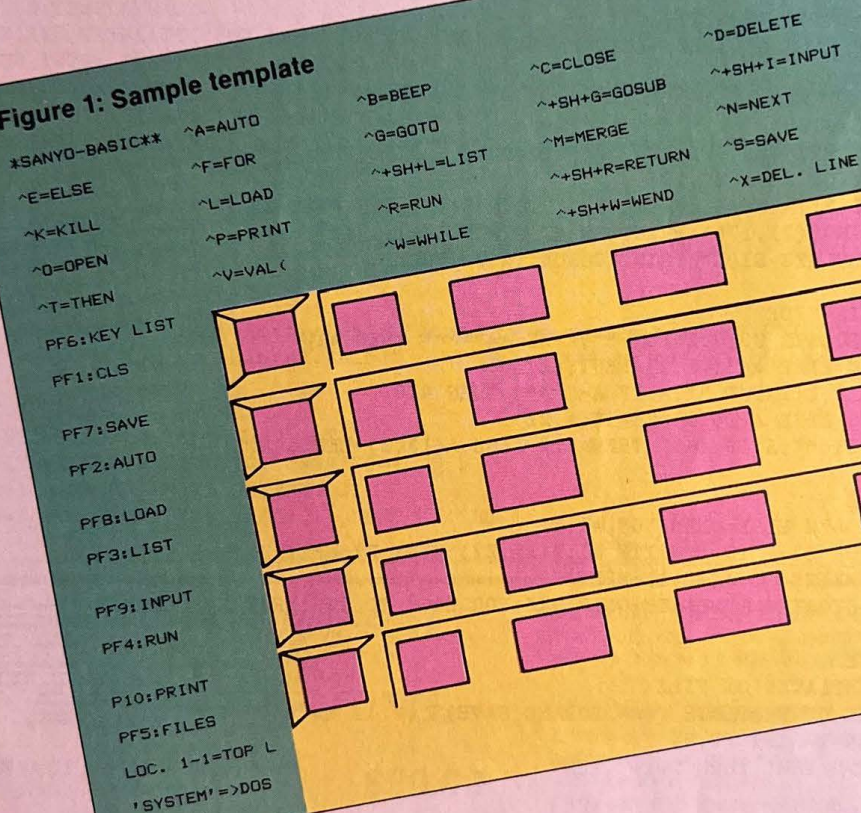 Figure 1: Sample template
*SANYO-BASIC** ^A=AUTO ^B=BEEP ^C=CLOSE ^D=DELETE
^E=ELSE ^F=FOR ^G=GOTO ^+SH+G=GOSUB ^+SH+I=INPUT
^K=KILL ^L=LOAD ^+SH+L=LIST ^M=MERGE ^N=NEXT
^O=OPEN ^P=PRINT ^R=RUN ^+SH+R=RETURN ^S=SAVE
^T=THEN ^V=VAL( ^W=WHILE ^+SH+W=WEND ^X=DEL. LINE
PF6:KEY LIST
PF1:CLS
PF7:SAVE
PF2:AUTO
PF8:LOAD
PF3:LIST
PF9:INPUT
PF4:RUN
P10:PRINT
PF5:FILES
LOC. 1~1=TOP L
'SYSTEM'=>DOS